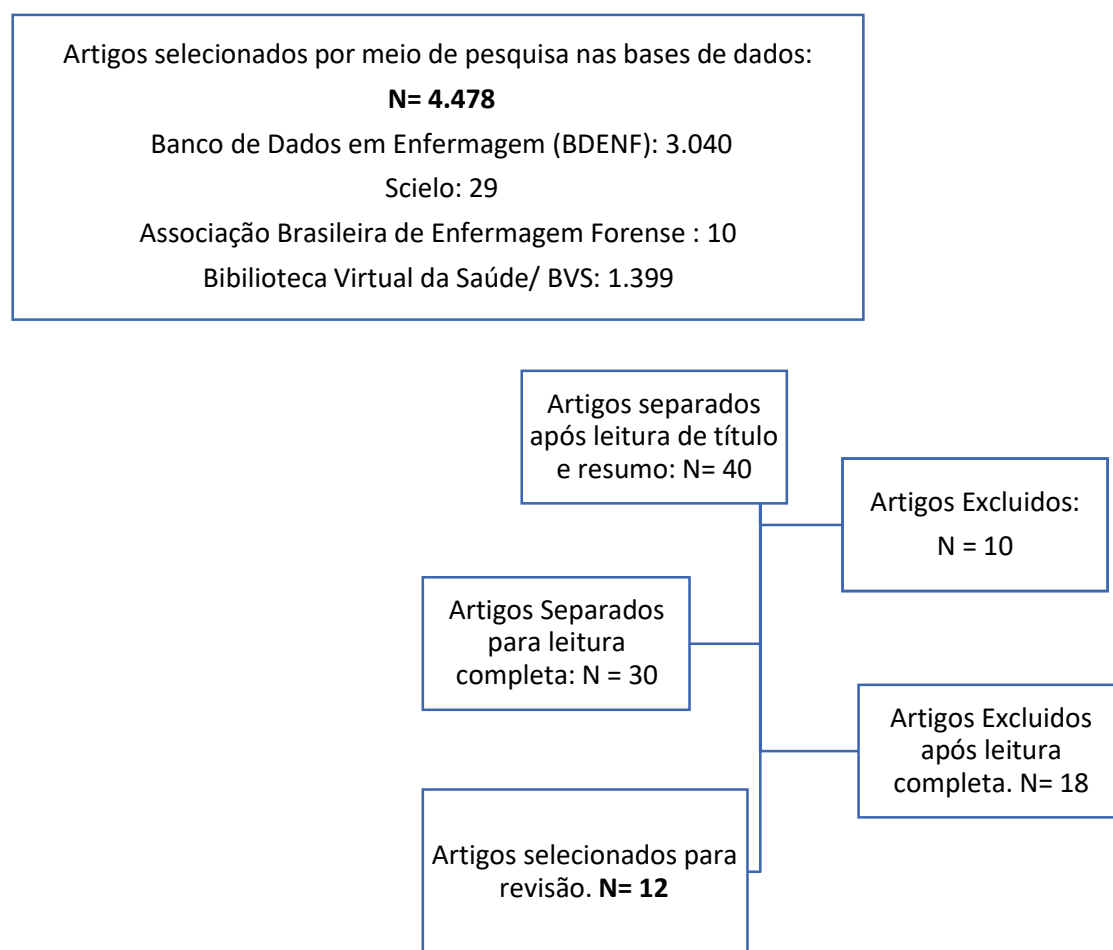 Artigos selecionados por meio de pesquisa nas bases de dados:
N= 4.478
Banco de Dados em Enfermagem (BDENF): 3.040
Scielo: 29
Associação Brasileira de Enfermagem Forense : 10
Bibilioteca Virtual da Saúde/ BVS: 1.399
Artigos separados
após leitura de título
e resumo: N= 40
Artigos Excluidos:
N = 10
Artigos Separados
para leitura
completa: N = 30
Artigos Excluidos
após leitura
completa. N= 18
Artigos selecionados para
revisão. N= 12